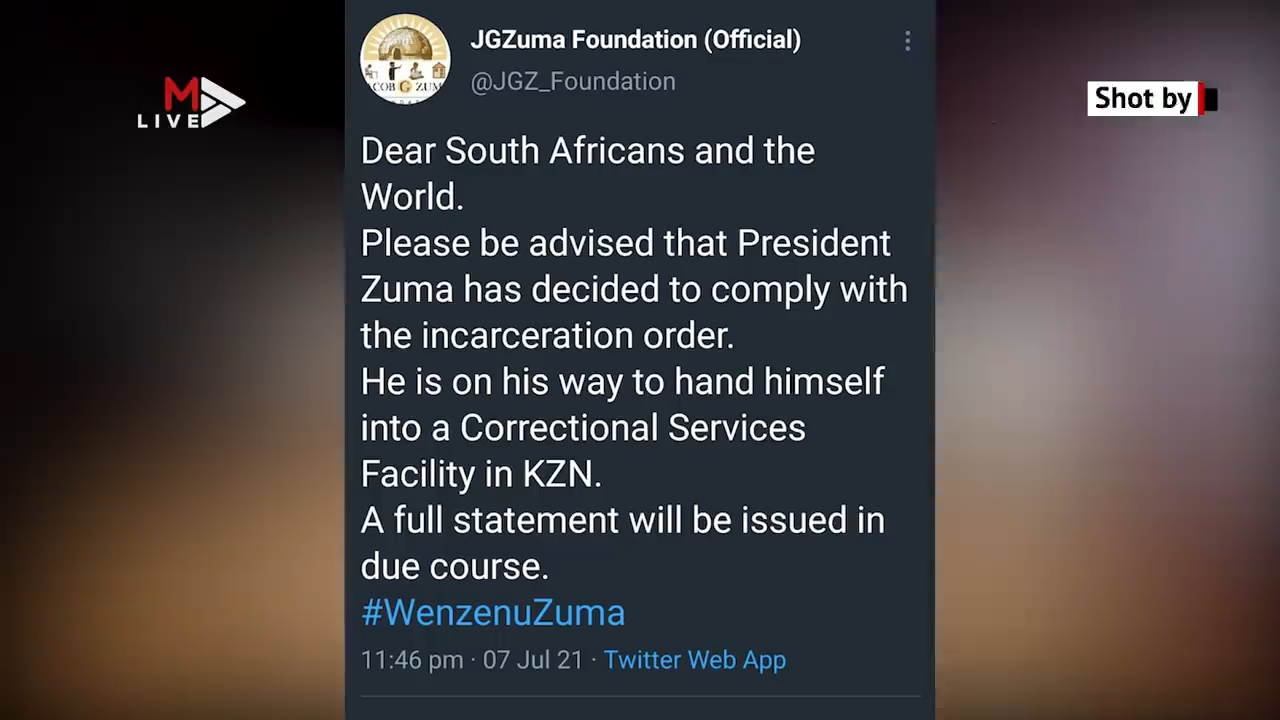 M
LIVE
Shot by
COB G ZUM
JGZuma Foundation (Official)
@JGZ_Foundation
Dear South Africans and the
World.
Please be advised that President
Zuma has decided to comply with
the incarceration order.
He is on his way to hand himself
into a Correctional Services
Facility in KZN.
A full statement will be issued in
due course.
#WenzenuZuma
11:46 pm · 07 Jul 21 · Twitter Web App